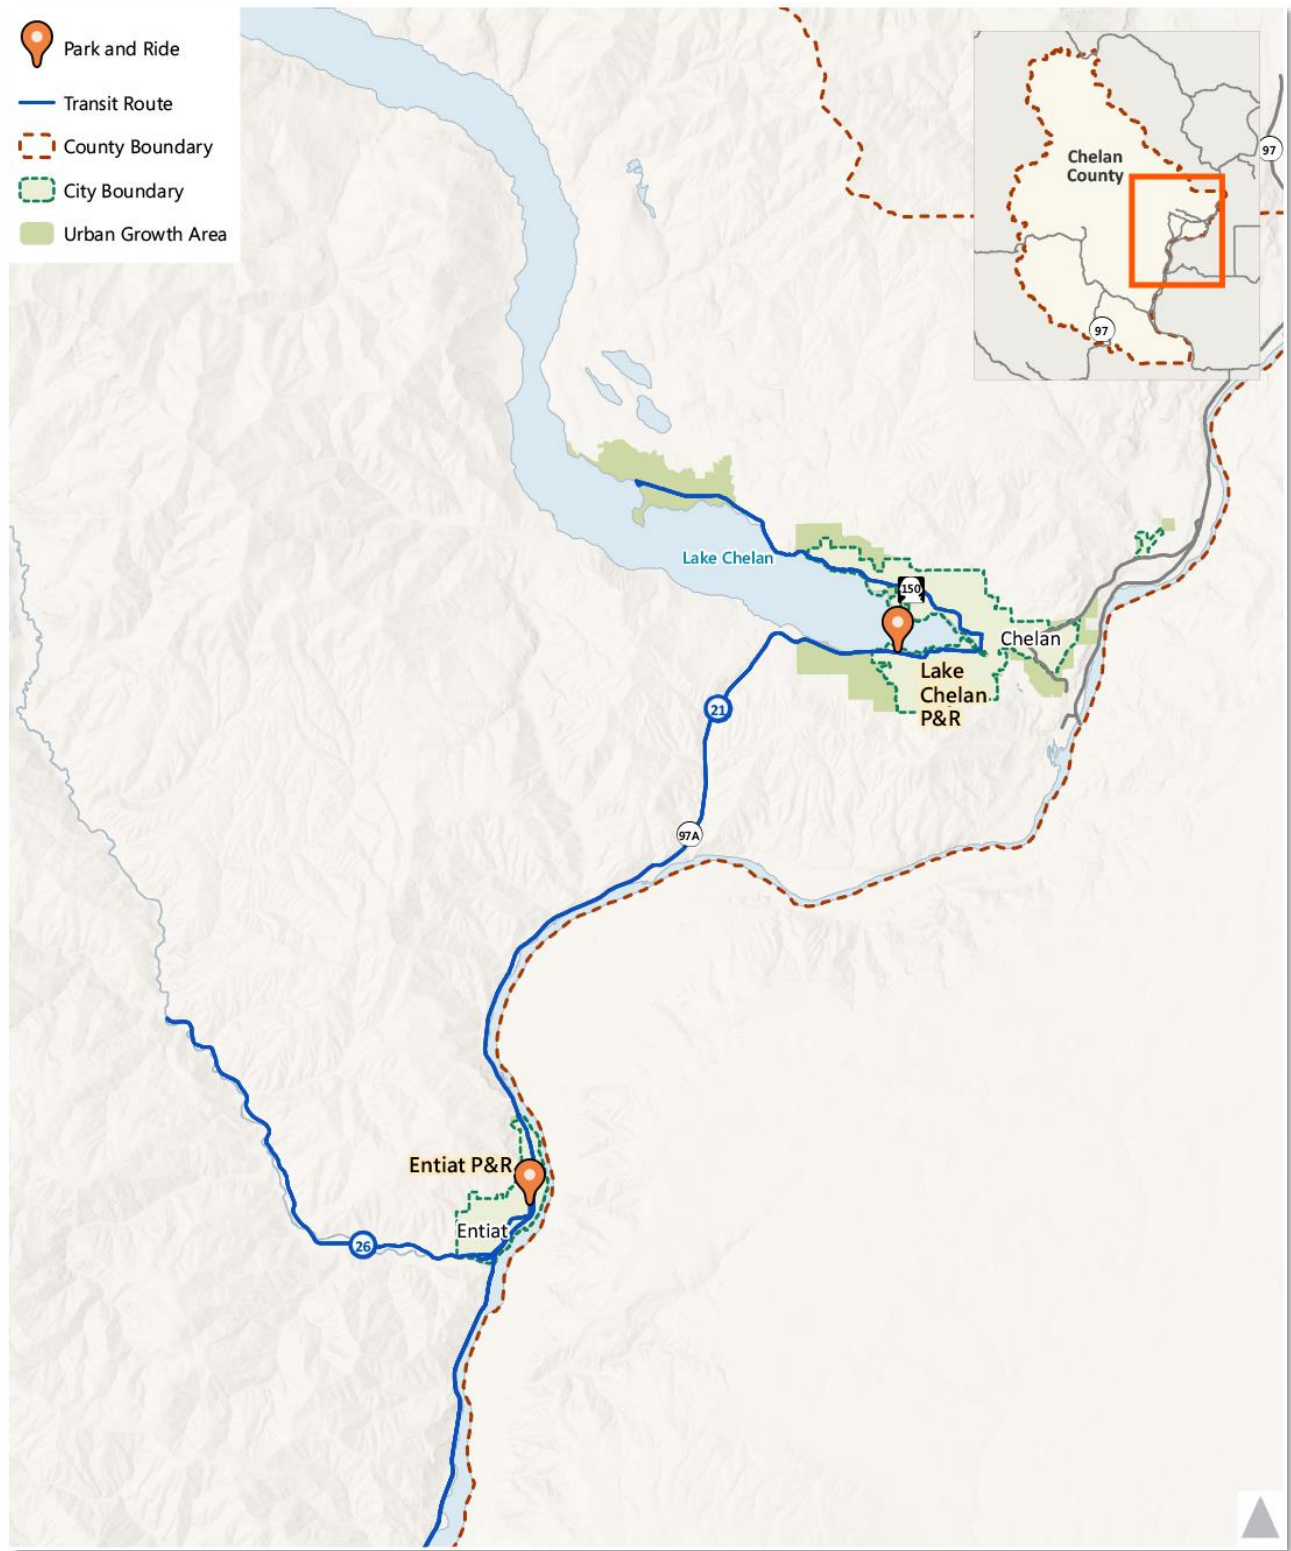 Park and Ride
Transit Route
County Boundary
City Boundary
Urban Growth Area
Chelan
County
97
97
Lake Chelan
150
Chelan
Lake
Chelan
P&R
21
97A
Entiat P&R
Entiat
26